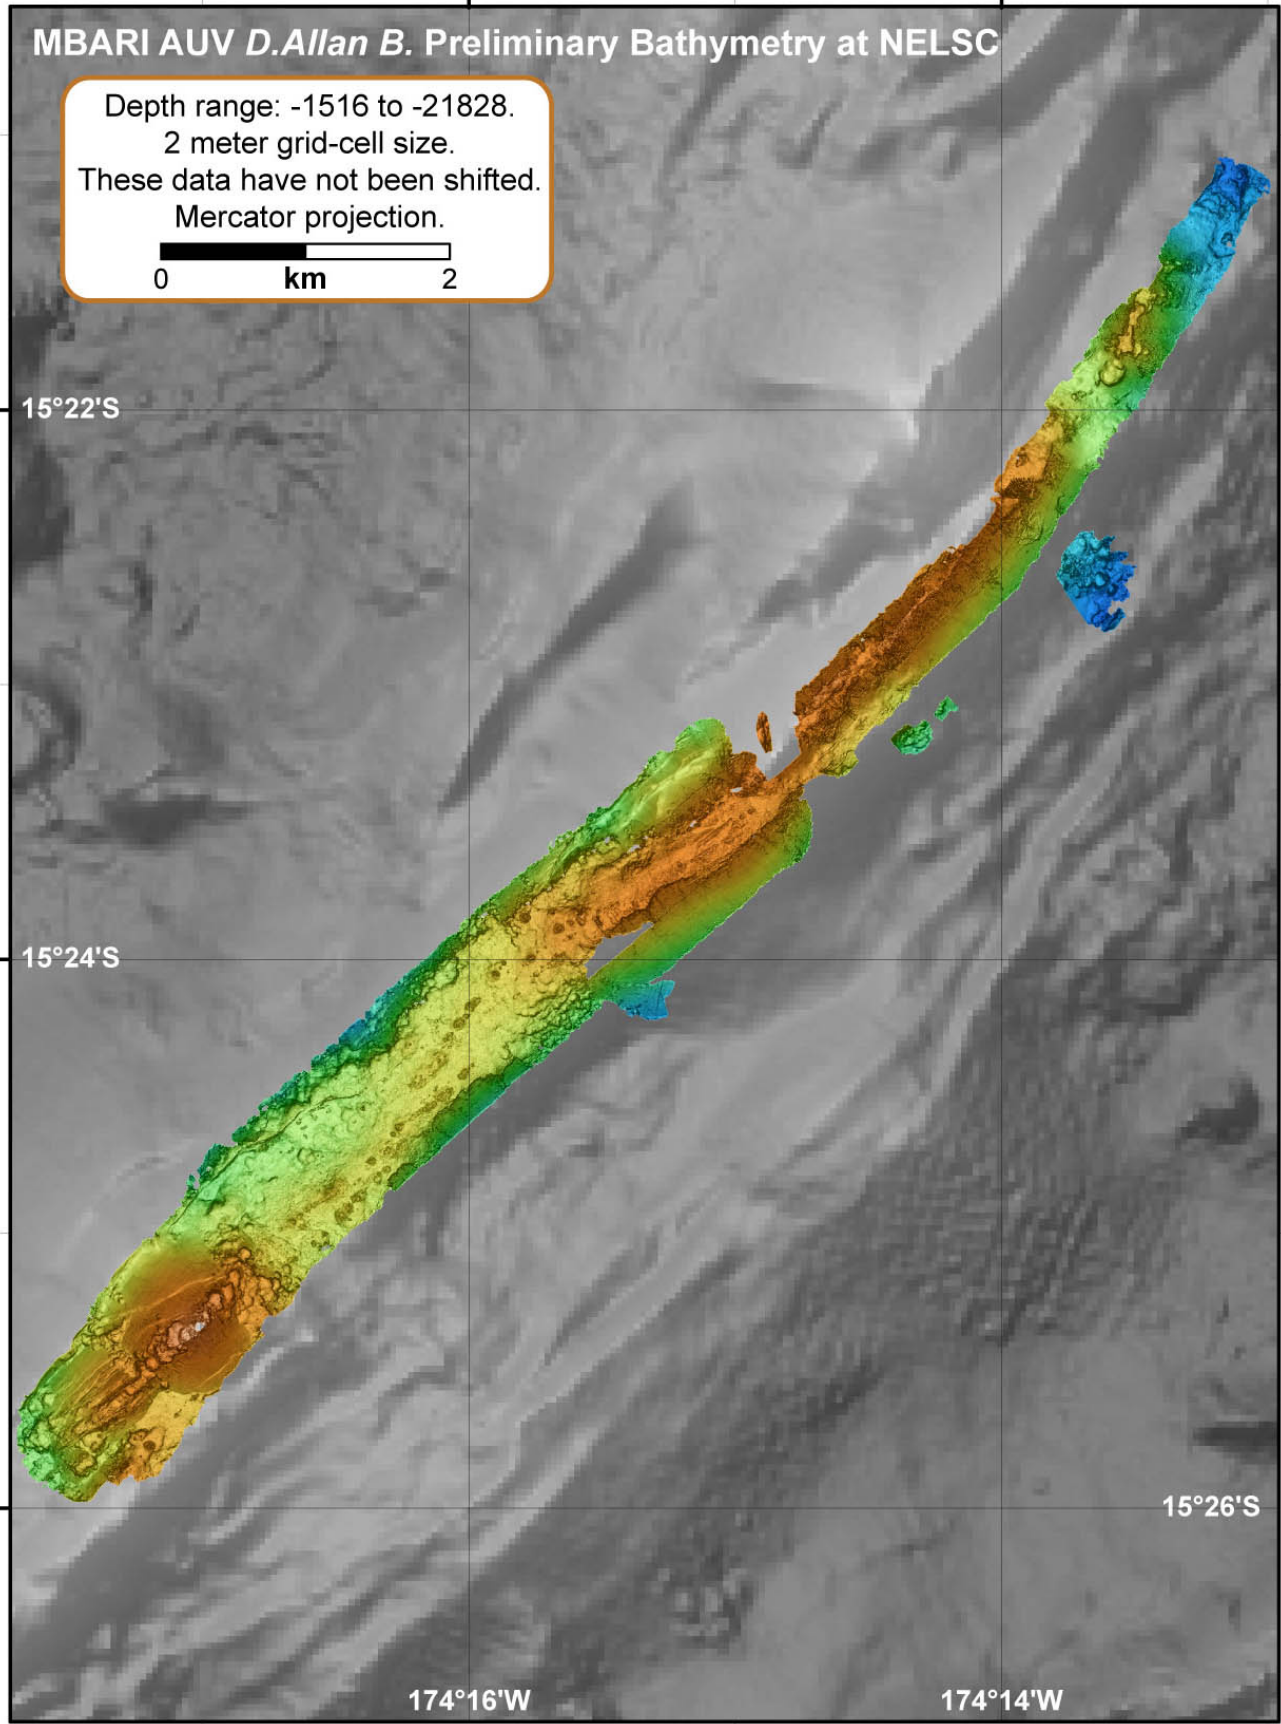 MBARI AUV D.Allan B. Preliminary Bathymetry at NELSC
Depth range: -1516 to -21828.
2 meter grid-cell size.
These data have not been shifted.
Mercator projection.
0 km 2
15°22'S
15°24'S
15°26'S
174°16'W 174°14'W